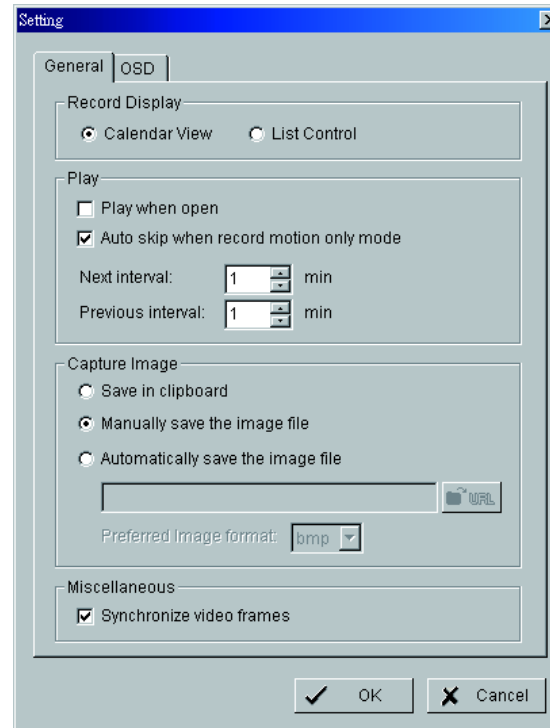 Setting
General OSD
Record Display
Calendar View List Control
Play
Play when open
Auto skip when record motion only mode
Next interval: 1 min
Previous interval: 1 min
Capture Image
Save in clipboard
Manually save the image file
Automatically save the image file
URL
Preferred Image format: bmp
Miscellaneous
Synchronize video frames
OK Cancel